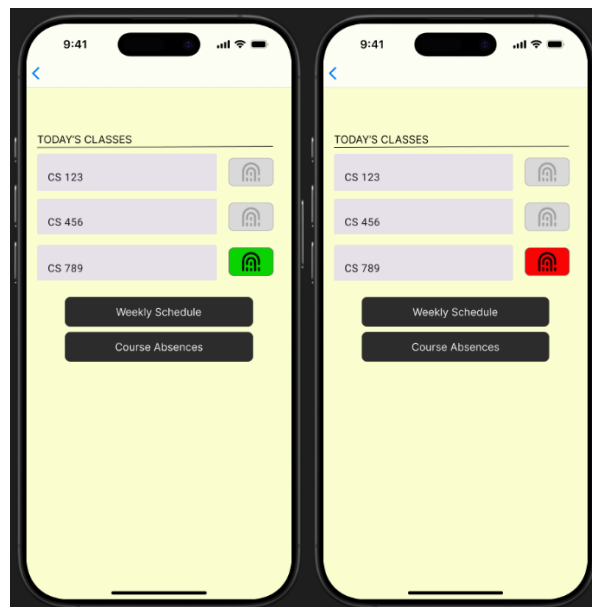 9:41
TODAY'S CLASSES
CS 123
CS 456
CS 789
Weekly Schedule
Course Absences
9:41
TODAY'S CLASSES
CS 123
CS 456
CS 789
Weekly Schedule
Course Absences